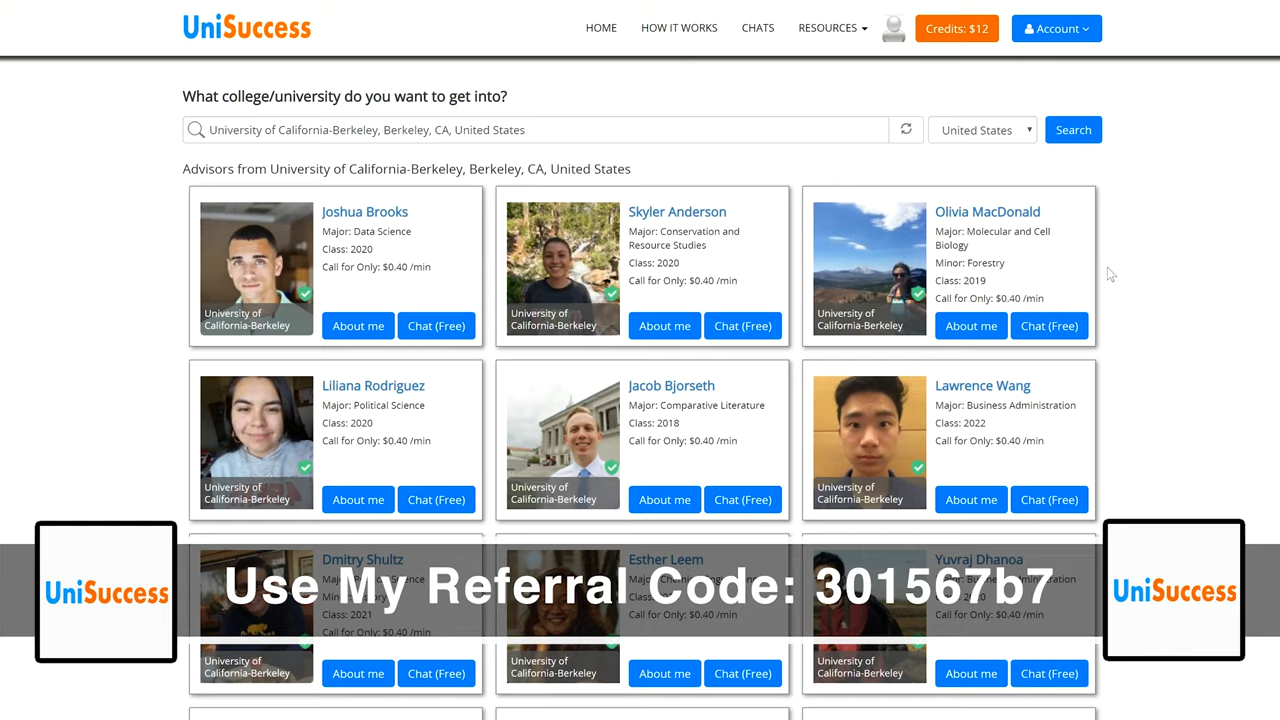 UniSuccess
HOME
HOW IT WORKS
CHATS
RESOURCES
Credits: $12
Account
What college/university do you want to get into?
University of California-Berkeley, Berkeley, CA, United States
United States
Search
Advisors from University of California-Berkeley, Berkeley, CA, United States
Joshua Brooks
Major: Data Science
Class: 2020
Call for Only: $0.40 /min
University of
California-Berkeley
About me
Chat (Free)
Skyler Anderson
Major: Conservation and
Resource Studies
Class: 2020
Call for Only: $0.40 /min
University of
California-Berkeley
About me
Chat (Free)
Olivia MacDonald
Major: Molecular and Cell
Biology
Minor: Forestry
Class: 2019
Call for Only: $0.40 /min
University of
California-Berkeley
About me
Chat (Free)
Liliana Rodriguez
Major: Political Science
Class: 2020
Call for Only: $0.40 /min
University of
California-Berkeley
About me
Chat (Free)
Jacob Bjorseth
Major: Comparative Literature
Class: 2018
Call for Only: $0.40 /min
University of
California-Berkeley
About me
Chat (Free)
Lawrence Wang
Major: Business Administration
Class: 2022
Call for Only: $0.40 /min
University of
California-Berkeley
About me
Chat (Free)
Dmitry Shultz
Class: 2021
Call for Only: $0.40 /min
University of
California-Berkeley
About me
Chat (Free)
Esther Leem
Call for Only: $0.40 /min
University of
California-Berkeley
About me
Chat (Free)
Yuvraj Dhanoa
Call for Only: $0.40 /min
University of
California-Berkeley
About me
Chat (Free)
UniSuccess
Use My Referral Code: 301567b7
UniSuccess